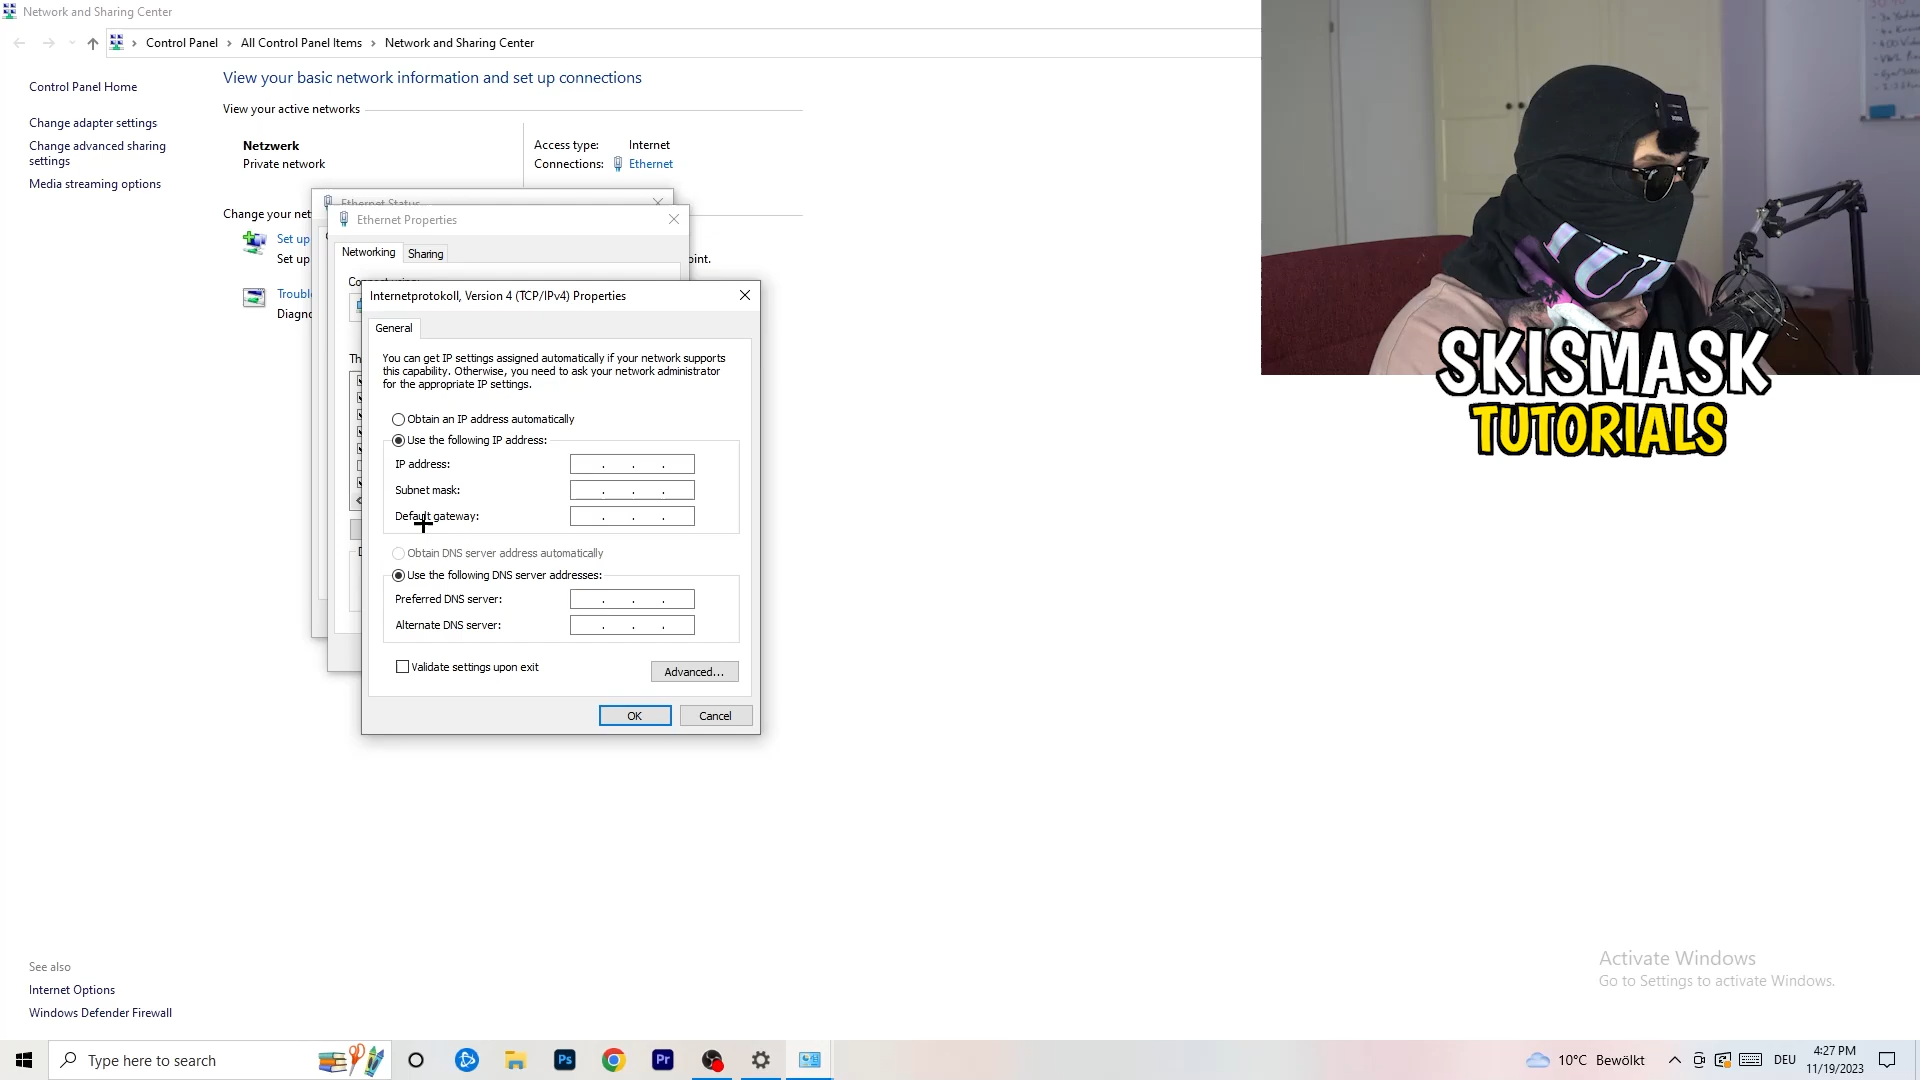 Network and Sharing Center
Control Panel > All Control Panel Items > Network and Sharing Center
Control Panel Home
Change adapter settings
Change advanced sharing
settings
Media streaming options
View your basic network information and set up connections
View your active networks
Netzwerk
Private network
Access type: Internet
Connections: Ethernet
Change your net
Set up
Set up
oint.
Troubl
Diagno
Ethernet Status
Ethernet Properties
Networking
Sharing
Internetprotokoll, Version 4 (TCP/IPv4) Properties
General
You can get IP settings assigned automatically if your network supports
this capability. Otherwise, you need to ask your network administrator
for the appropriate IP settings.
Obtain an IP address automatically
Use the following IP address:
IP address:
Subnet mask:
Default gateway:
Obtain DNS server address automatically
Use the following DNS server addresses:
Preferred DNS server:
Alternate DNS server:
Validate settings upon exit
Advanced...
OK
Cancel
SKISMASK
TUTORIALS
Activate Windows
Go to Settings to activate Windows.
See also
Internet Options
Windows Defender Firewall
Type here to search
Ps
Pr
10°C Bewölkt
DEU
4:27 PM
11/19/2023